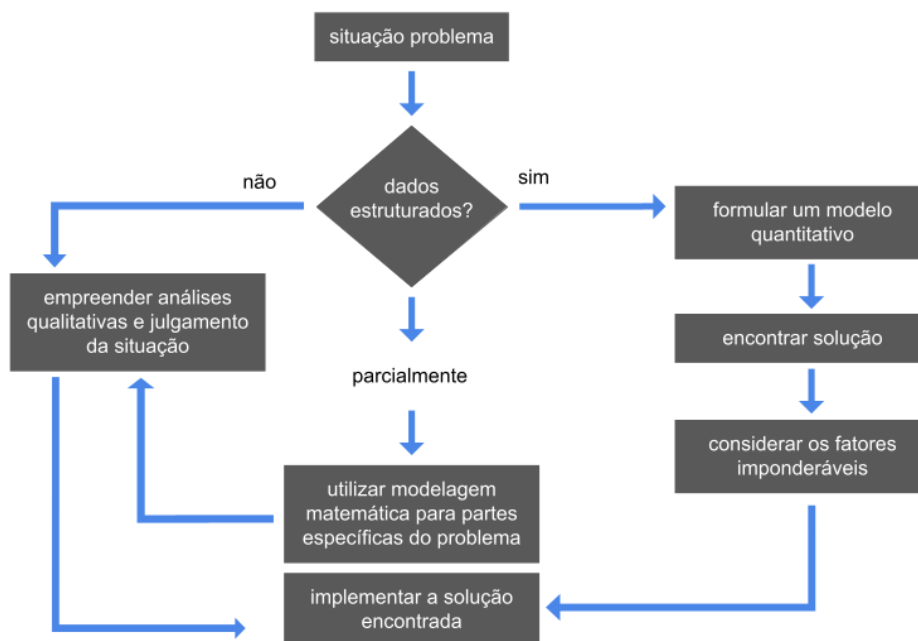 situação problema
não
dados
estruturados?
sim
formular um modelo
quantitativo
empreender análises
qualitativas e julgamento
da situação
encontrar solução
parcialmente
considerar os fatores
imponderáveis
utilizar modelagem
matemática para partes
específicas do problema
implementar a solução
encontrada